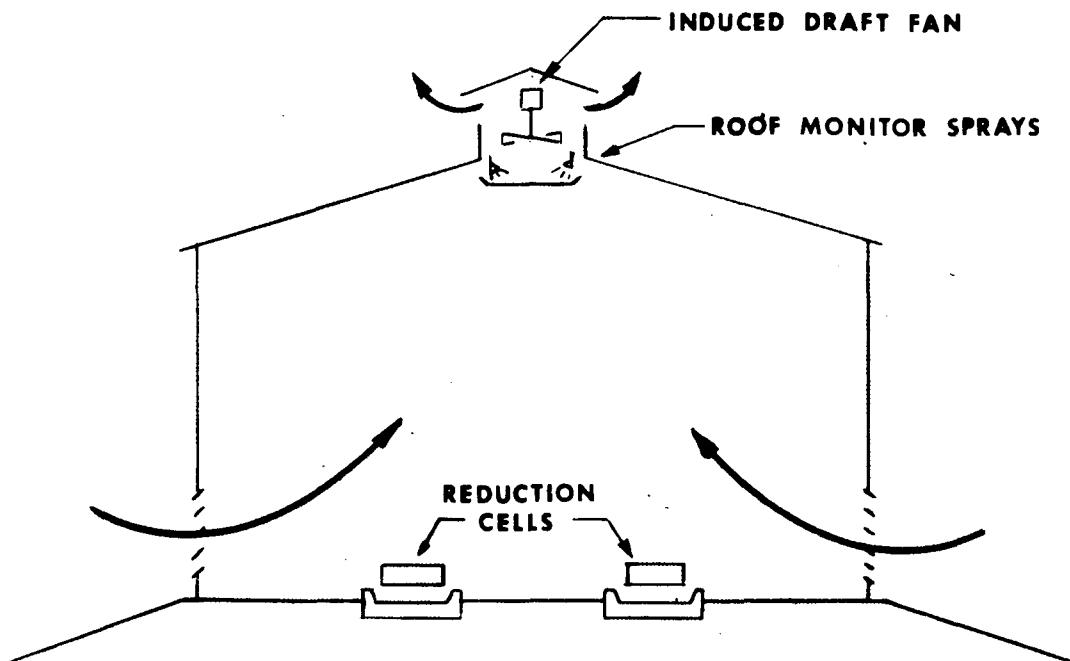 INDUCED DRAFT FAN
ROOF MONITOR SPRAYS
REDUCTION
CELLS